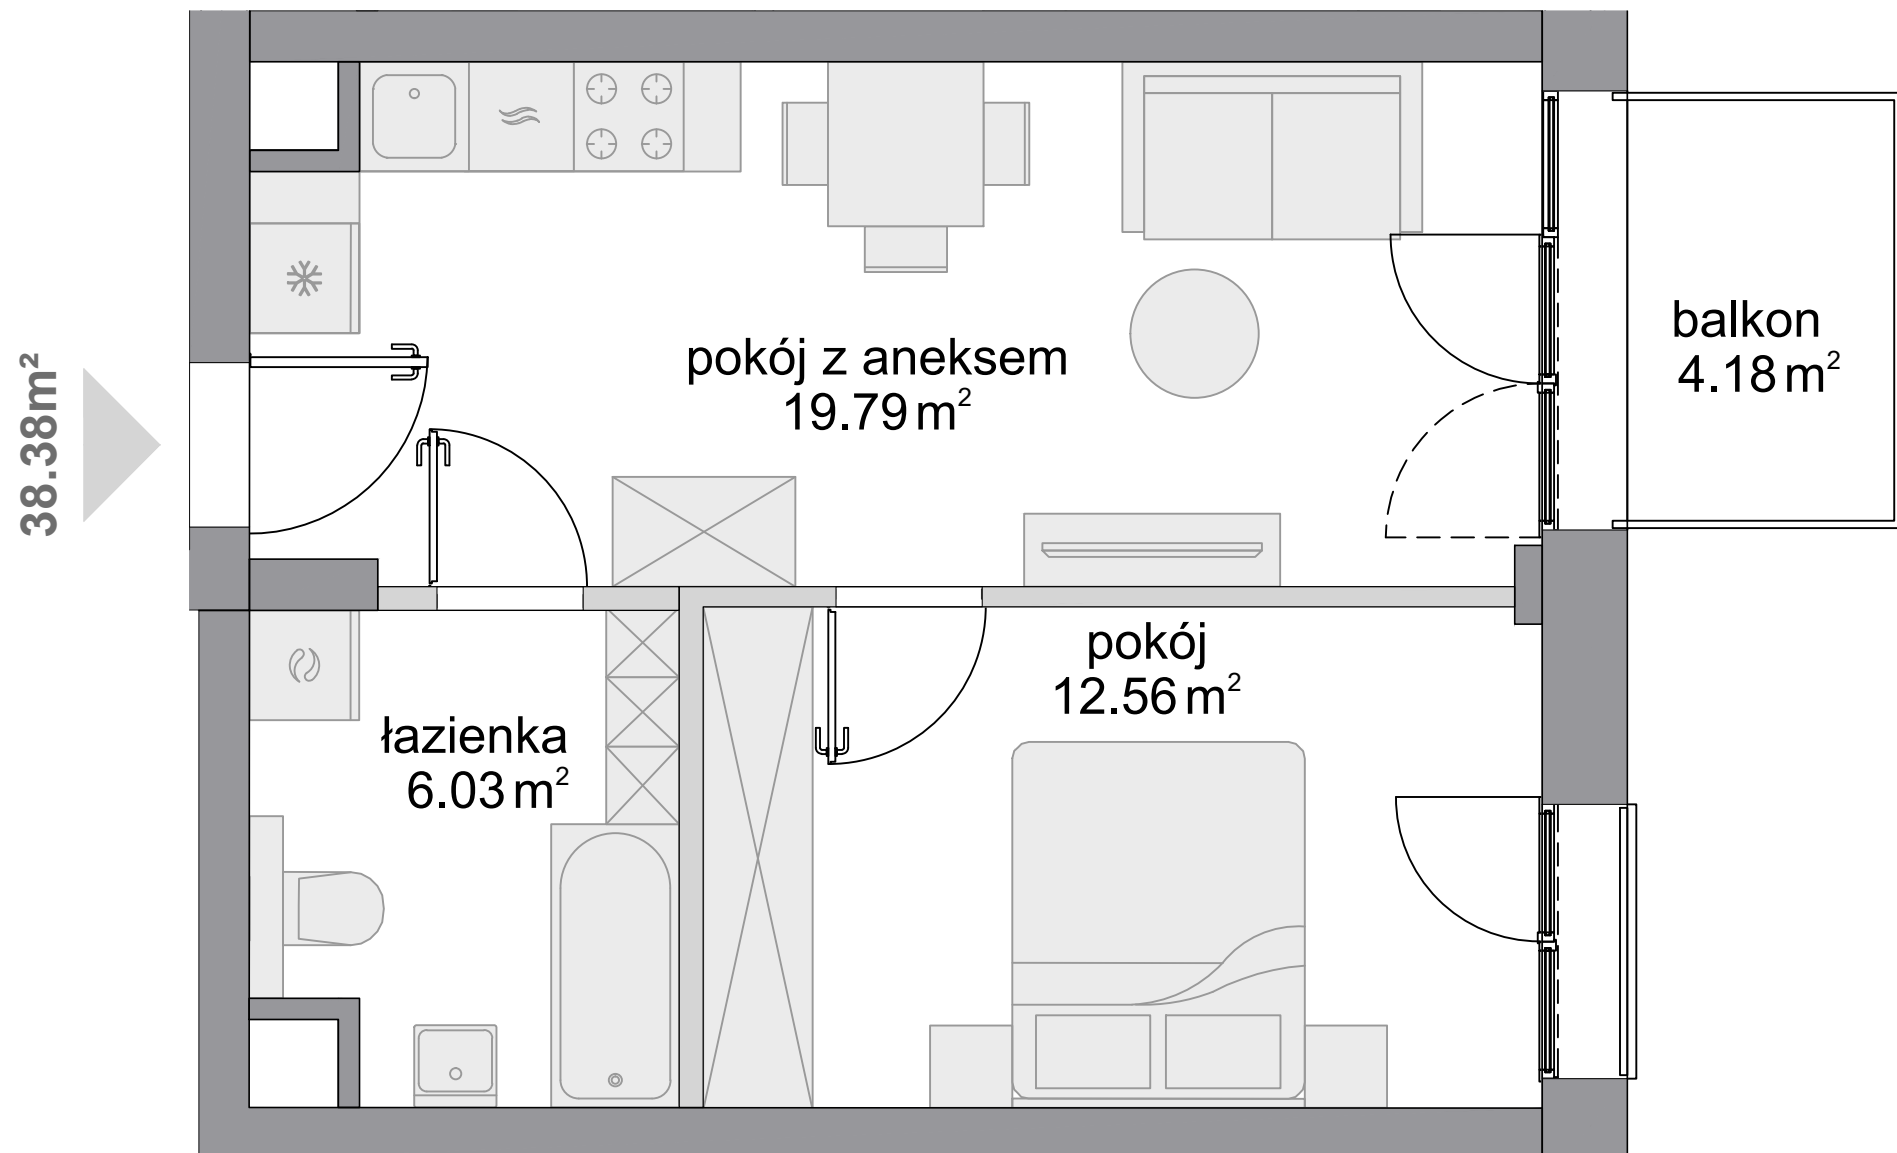 38.38m²
pokój z aneksem
19.79 m²
balkon
4.18 m²
pokój
12.56 m²
łazienka
6.03 m²